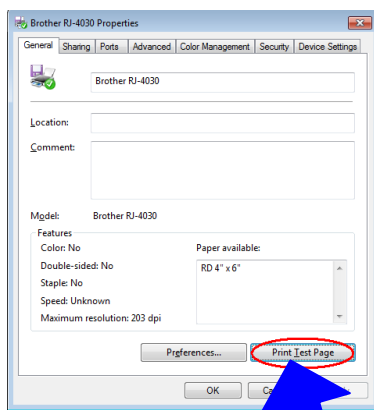 Brother RJ-4030 Properties
General Sharing Ports Advanced Color Management Security Device Settings
Brother RJ-4030
Location:
Comment:
Model: Brother RJ-4030
Features
Color: No Paper available:
Double-sided: No RD 4" x 6"
Staple: No
Speed: Unknown
Maximum resolution: 203 dpi
Preferences... Print Test Page
OK